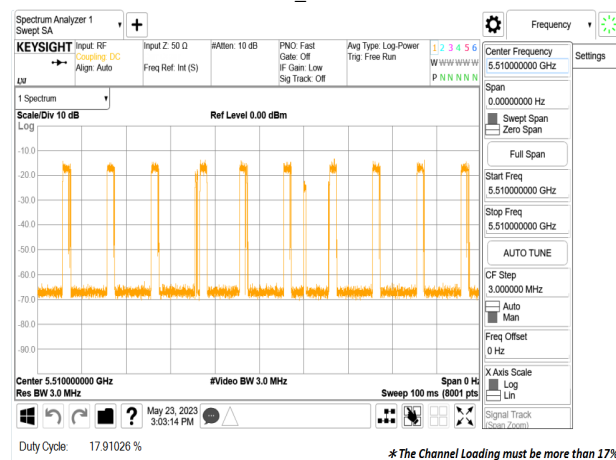 Spectrum Analyzer 1
Swept SA
Frequency
KEYSIGHT
Input: RF
Coupling: DC
Align: Auto
Input Z: 50 Ω
Freq Ref: Int (S)
#Atten: 10 dB
PNO: Fast
Gate: Off
IF Gain: Low
Sig Track: Off
Avg Type: Log-Power
Trig: Free Run
1 2 3 4 5 6
W W W W W W
P N N N N N
LXI
Center Frequency
5.510000000 GHz
Settings
Span
0.00000000 Hz
Swept Span
Zero Span
Full Span
Start Freq
5.510000000 GHz
Stop Freq
5.510000000 GHz
AUTO TUNE
CF Step
3.000000 MHz
Auto
Man
Freq Offset
0 Hz
X Axis Scale
Log
Lin
Signal Track
(Span Zoom)
1 Spectrum
Scale/Div 10 dB
Ref Level 0.00 dBm
Log
-10.0
-20.0
-30.0
-40.0
-50.0
-60.0
-70.0
-80.0
-90.0
Center 5.510000000 GHz
#Video BW 3.0 MHz
Span 0 Hz
Res BW 3.0 MHz
Sweep 100 ms (8001 pts
?
May 23, 2023
3:03:14 PM
Duty Cycle: 17.91026 %
* The Channel Loading must be more than 17%